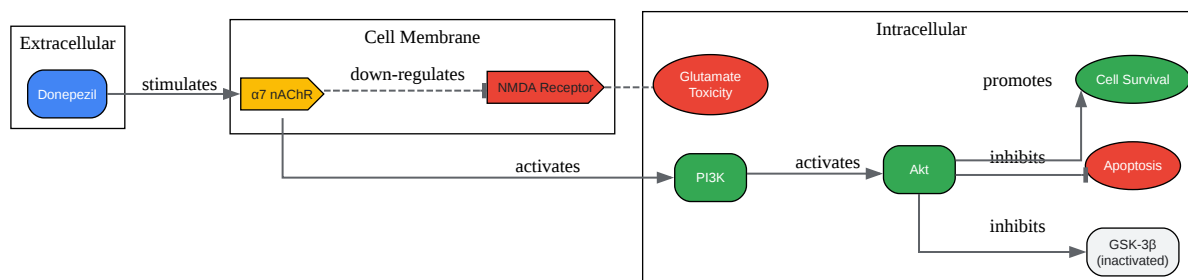 Extracellular
Donepezil
stimulates
Cell Membrane
α7 nAChR
down-regulates
NMDA Receptor
activates
Intracellular
Glutamate
Toxicity
PI3K
activates
Akt
promotes
Cell Survival
inhibits
Apoptosis
inhibits
GSK-3β
(inactivated)